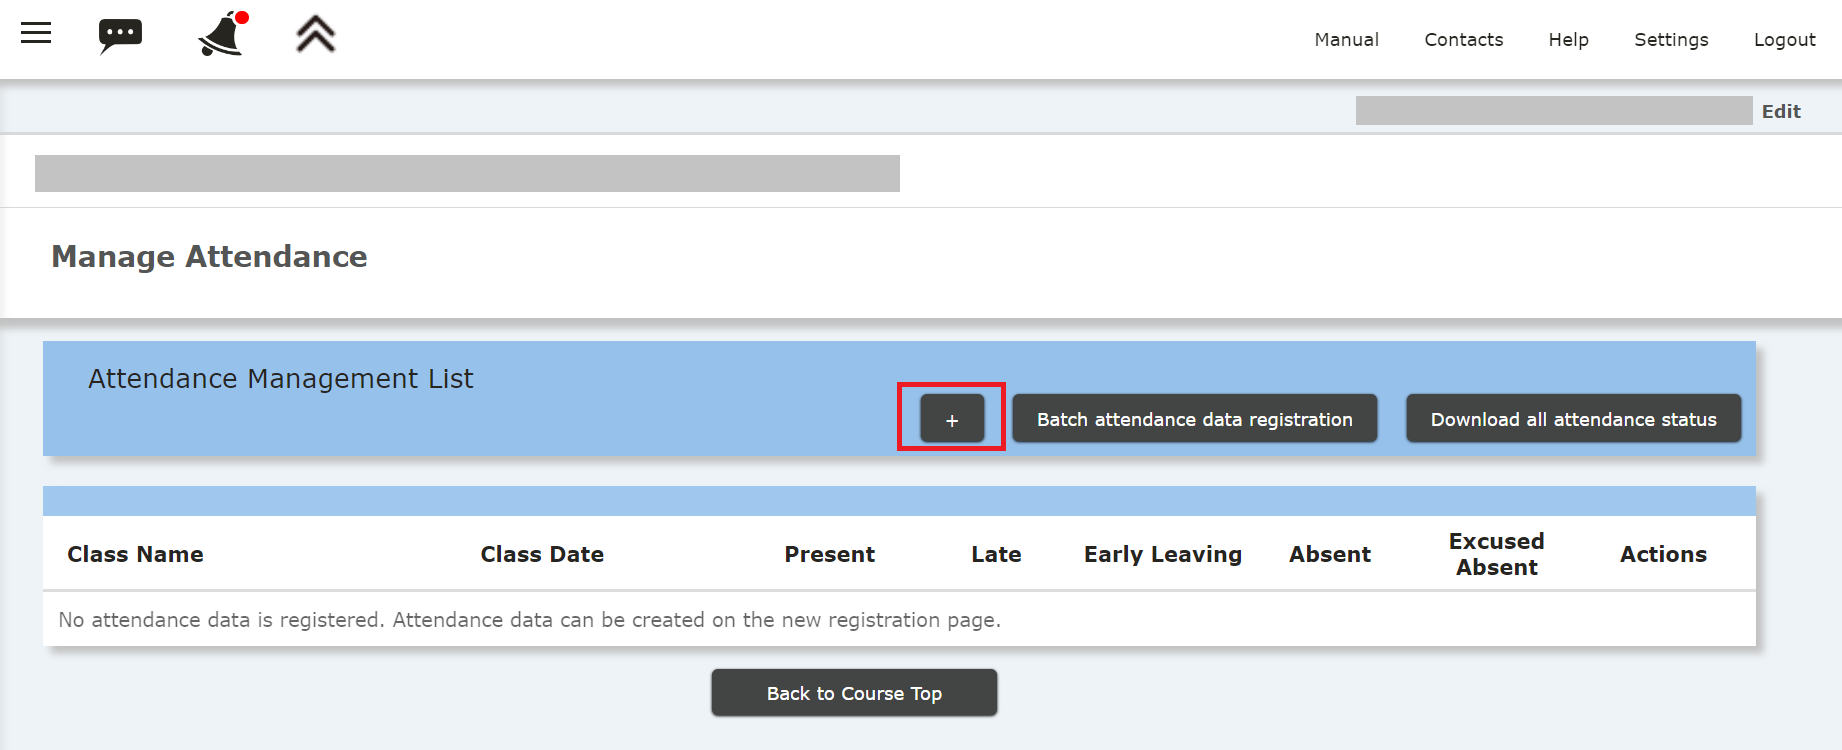 Manual Contacts Help Settings Logout
Edit
Manage Attendance
Attendance Management List
+ Batch attendance data registration Download all attendance status
Class Name Class Date Present Late Early Leaving Absent Excused Absent Actions
No attendance data is registered. Attendance data can be created on the new registration page.
Back to Course Top